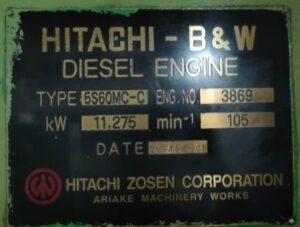 HITACHI - B&W
DIESEL ENGINE
TYPE 5S60MC-C ENG. NO. 3869
kW 11,275 min⁻¹ 105
DATE
HITACHI ZOSEN CORPORATION
ARIAKE MACHINERY WORKS